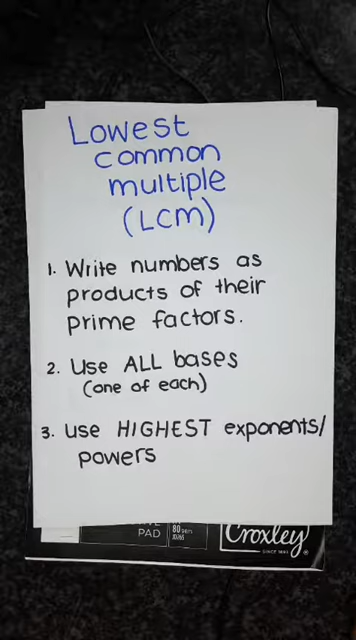 Lowest
common
multiple
(LCM)
1. Write numbers as
products of their
prime factors.
2. Use ALL bases
(one of each)
3. use HIGHEST exponents/
powers
PAD
80
Croxley
SINCE